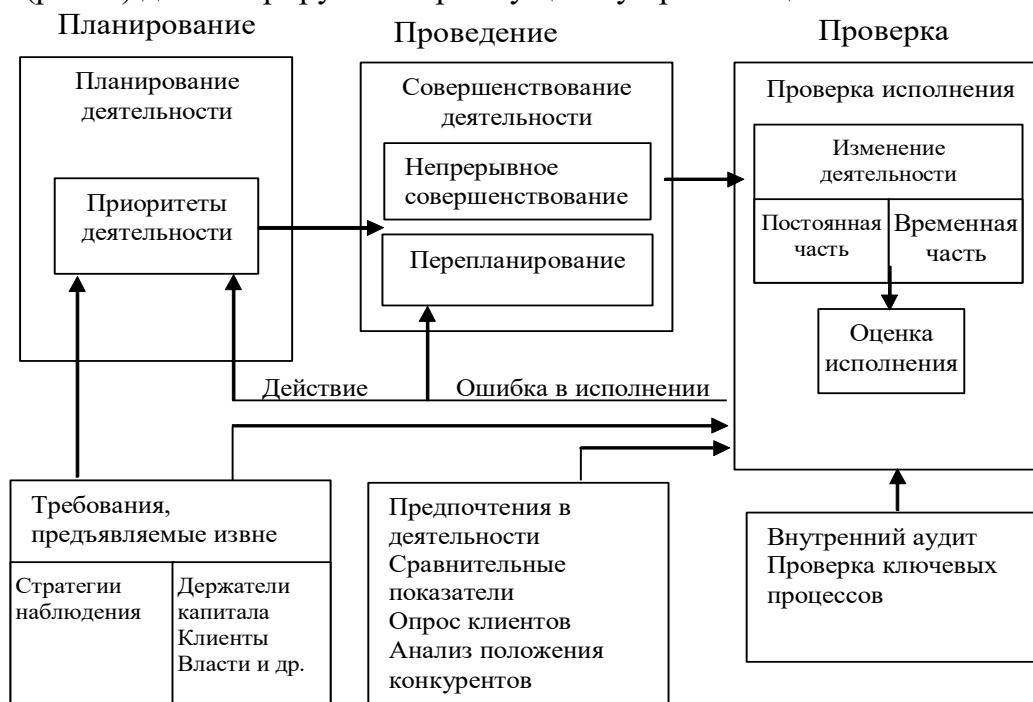 Планирование
Проведение
Проверка
Планирование
деятельности
Приоритеты
деятельности
Совершенствование
деятельности
Непрерывное
совершенствование
Перепланирование
Проверка исполнения
Изменение
деятельности
Постоянная
часть
Временная
часть
Оценка
исполнения
Действие
Ошибка в исполнении
Требования,
предъявляемые извне
Стратегии
наблюдения
Держатели
капитала
Клиенты
Власти и др.
Предпочтения в
деятельности
Сравнительные
показатели
Опрос клиентов
Анализ положения
конкурентов
Внутренний аудит
Проверка ключевых
процессов